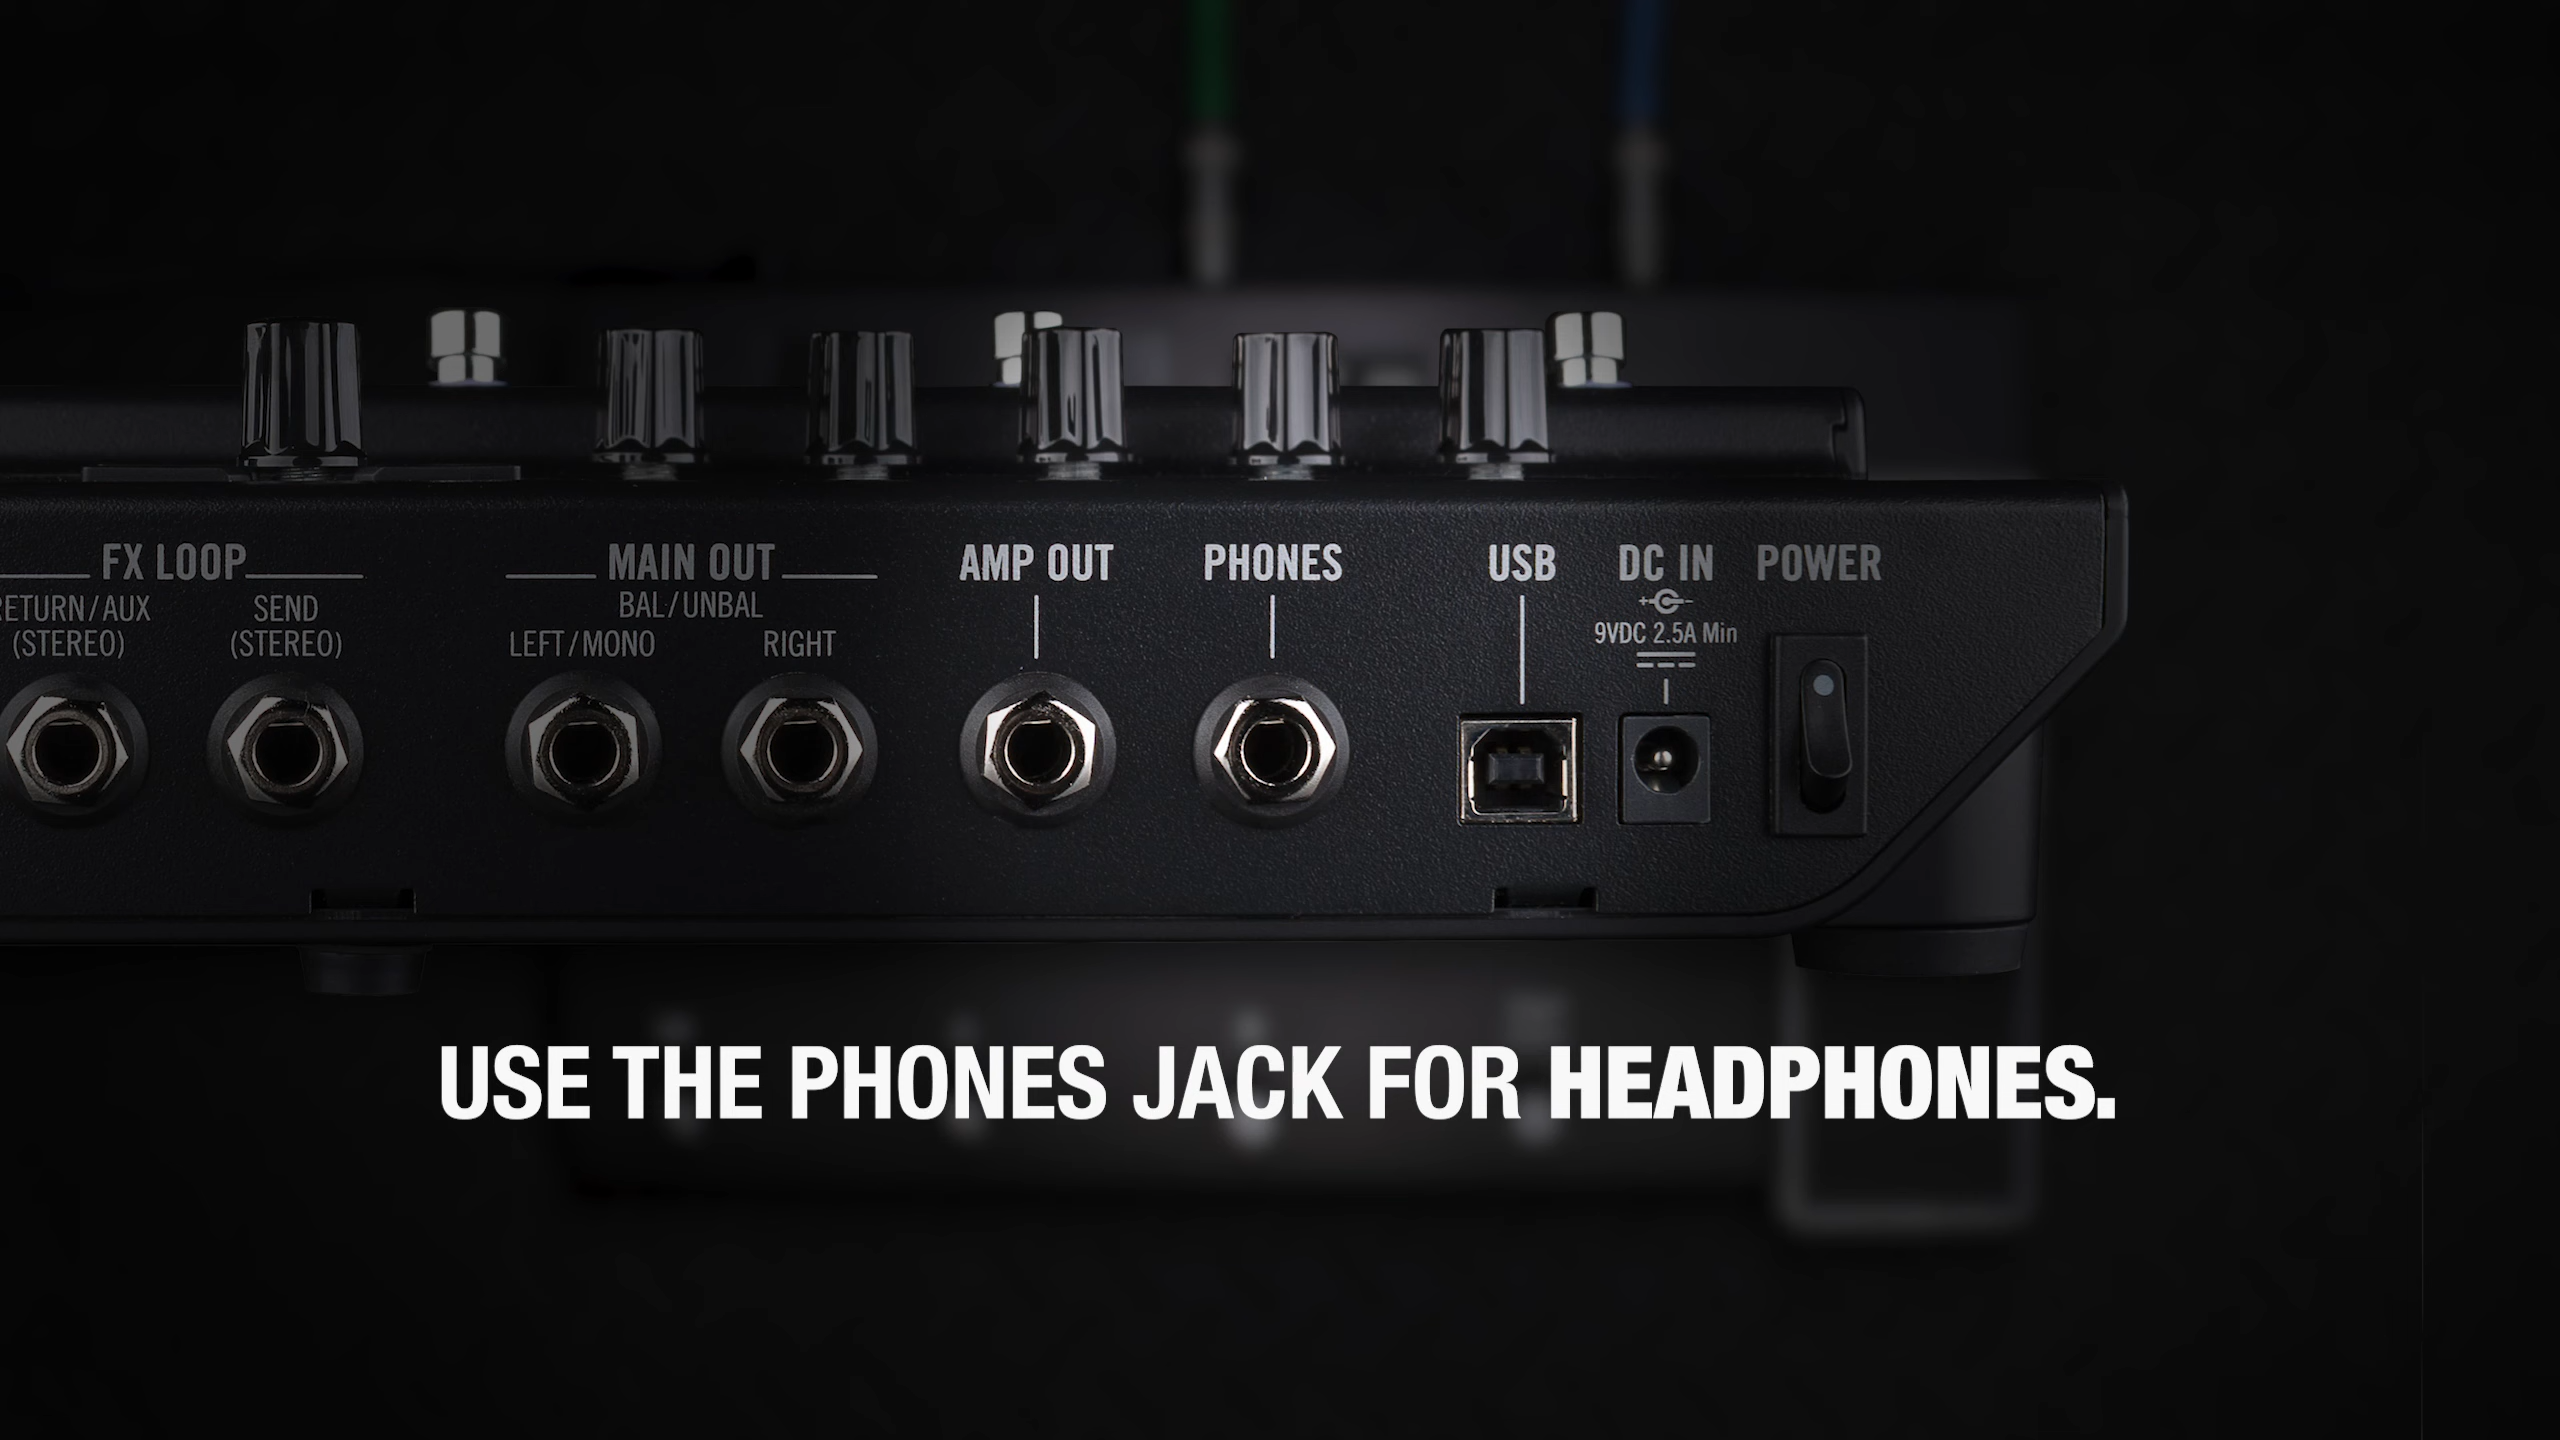 FX LOOP
RETURN/AUX
(STEREO)
SEND
(STEREO)
MAIN OUT
BAL/UNBAL
LEFT/MONO
RIGHT
AMP OUT
PHONES
USB
DC IN
9VDC 2.5A Min
POWER
USE THE PHONES JACK FOR HEADPHONES.